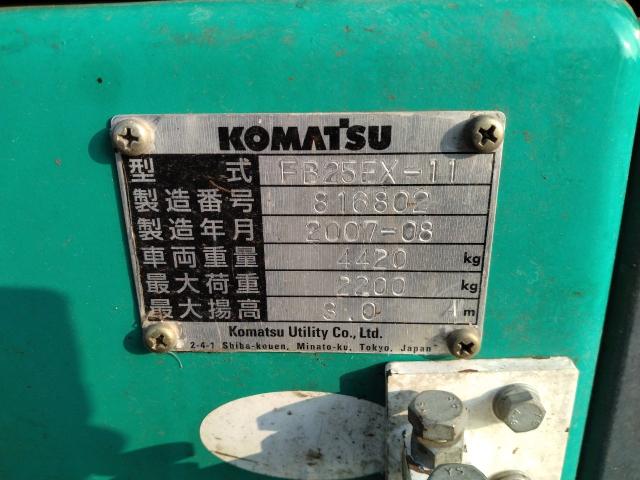 KOMATSU
型 式 FB25EX-11
製造番号 816802
製造年月 2007-08
車両重量 4420 kg
最大荷重 2200 kg
最大揚高 3.0 m
Komatsu Utility Co., Ltd.
2-4-1 Shiba-kouen, Minato-ku, Tokyo, Japan